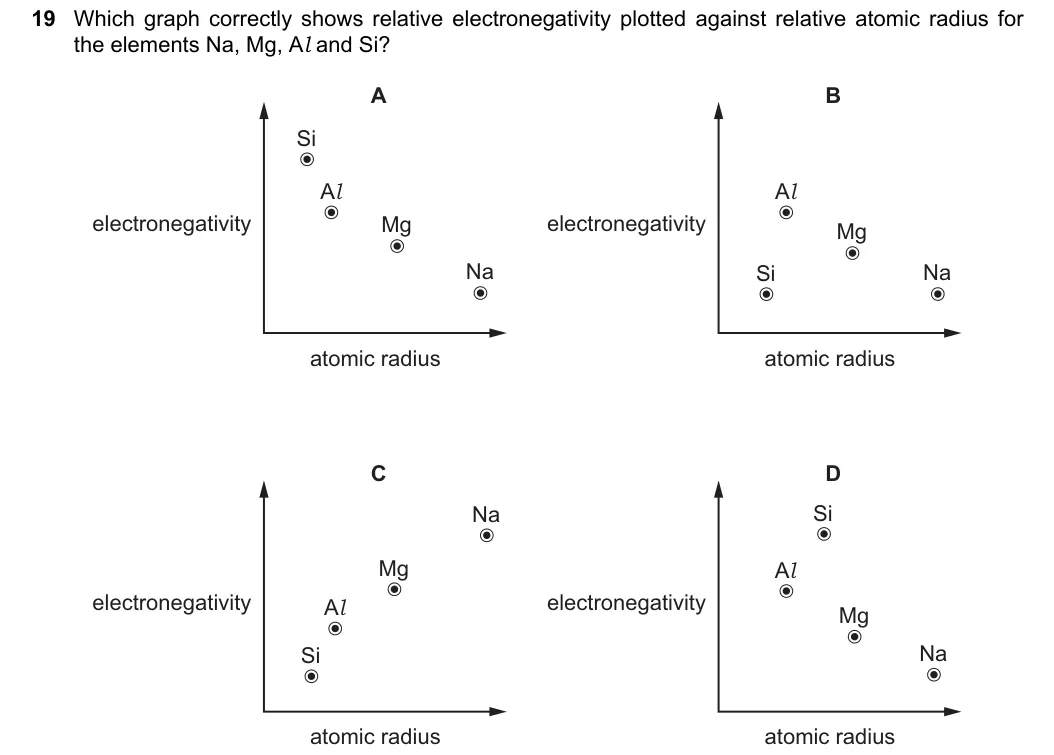 19 Which graph correctly shows relative electronegativity plotted against relative atomic radius for
the elements Na, Mg, Al and Si?
A
Si
Al
Mg
Na
electronegativity
atomic radius
B
Al
Mg
Si
Na
electronegativity
atomic radius
C
Na
Mg
Al
Si
electronegativity
atomic radius
D
Si
Al
Mg
Na
electronegativity
atomic radius